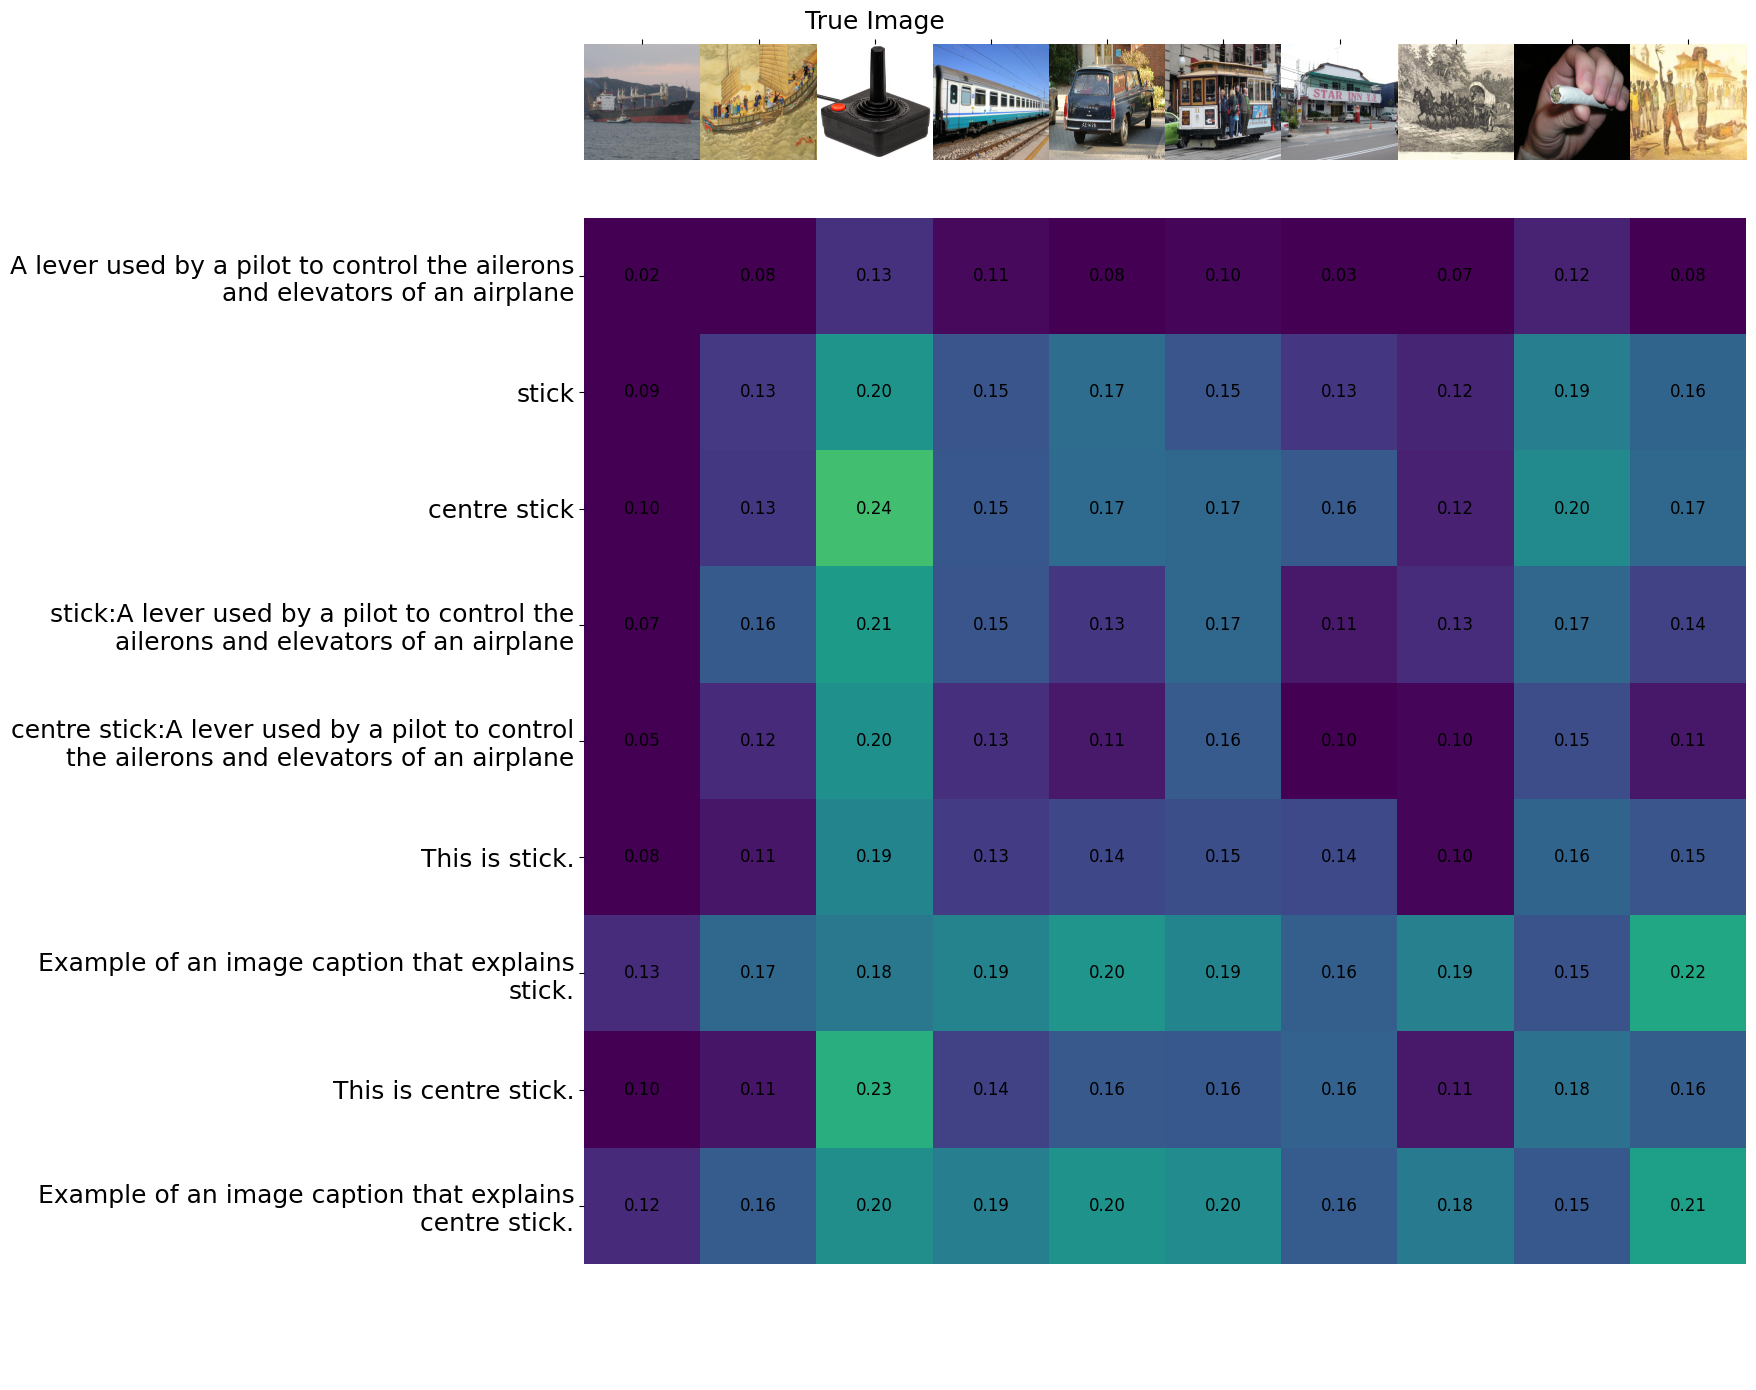 True Image
STAR INN
A lever used by a pilot to control the ailerons
and elevators of an airplane
0.02 0.08 0.13 0.11 0.08 0.10 0.03 0.07 0.12 0.08
stick
0.09 0.13 0.20 0.15 0.17 0.15 0.13 0.12 0.19 0.16
centre stick
0.10 0.13 0.24 0.15 0.17 0.17 0.16 0.12 0.20 0.17
stick:A lever used by a pilot to control the
ailerons and elevators of an airplane
0.07 0.16 0.21 0.15 0.13 0.17 0.11 0.13 0.17 0.14
centre stick:A lever used by a pilot to control
the ailerons and elevators of an airplane
0.05 0.12 0.20 0.13 0.11 0.16 0.10 0.10 0.15 0.11
This is stick.
0.08 0.11 0.19 0.13 0.14 0.15 0.14 0.10 0.16 0.15
Example of an image caption that explains
stick.
0.13 0.17 0.18 0.19 0.20 0.19 0.16 0.19 0.15 0.22
This is centre stick.
0.10 0.11 0.23 0.14 0.16 0.16 0.16 0.11 0.18 0.16
Example of an image caption that explains
centre stick.
0.12 0.16 0.20 0.19 0.20 0.20 0.16 0.18 0.15 0.21